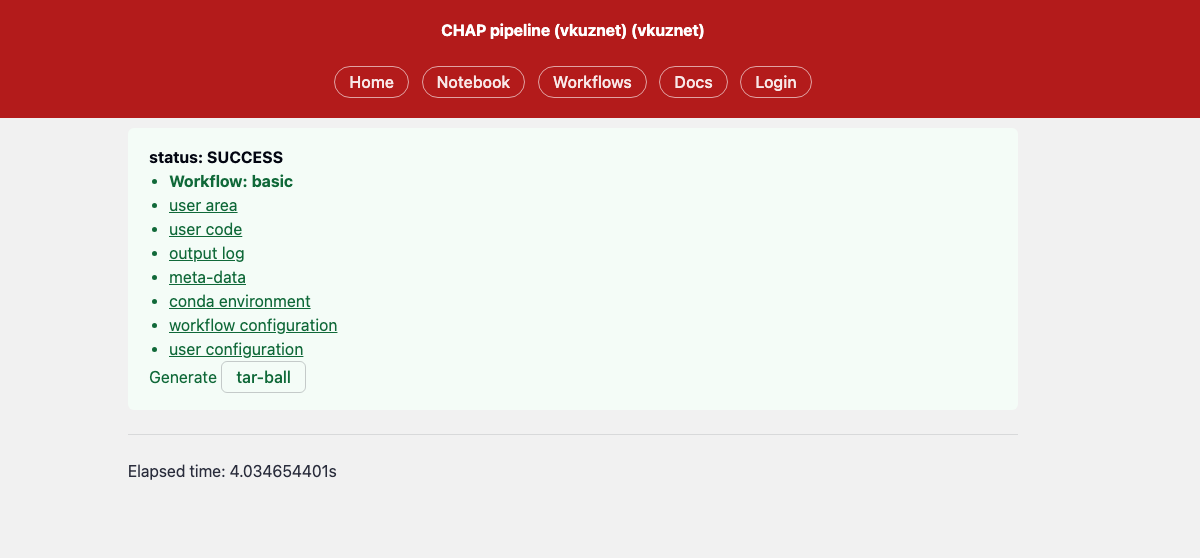 CHAP pipeline (vkuznet) (vkuznet)
Home Notebook Workflows Docs Login
status: SUCCESS
Workflow: basic
user area
user code
output log
meta-data
conda environment
workflow configuration
user configuration
Generate tar-ball
Elapsed time: 4.034654401s